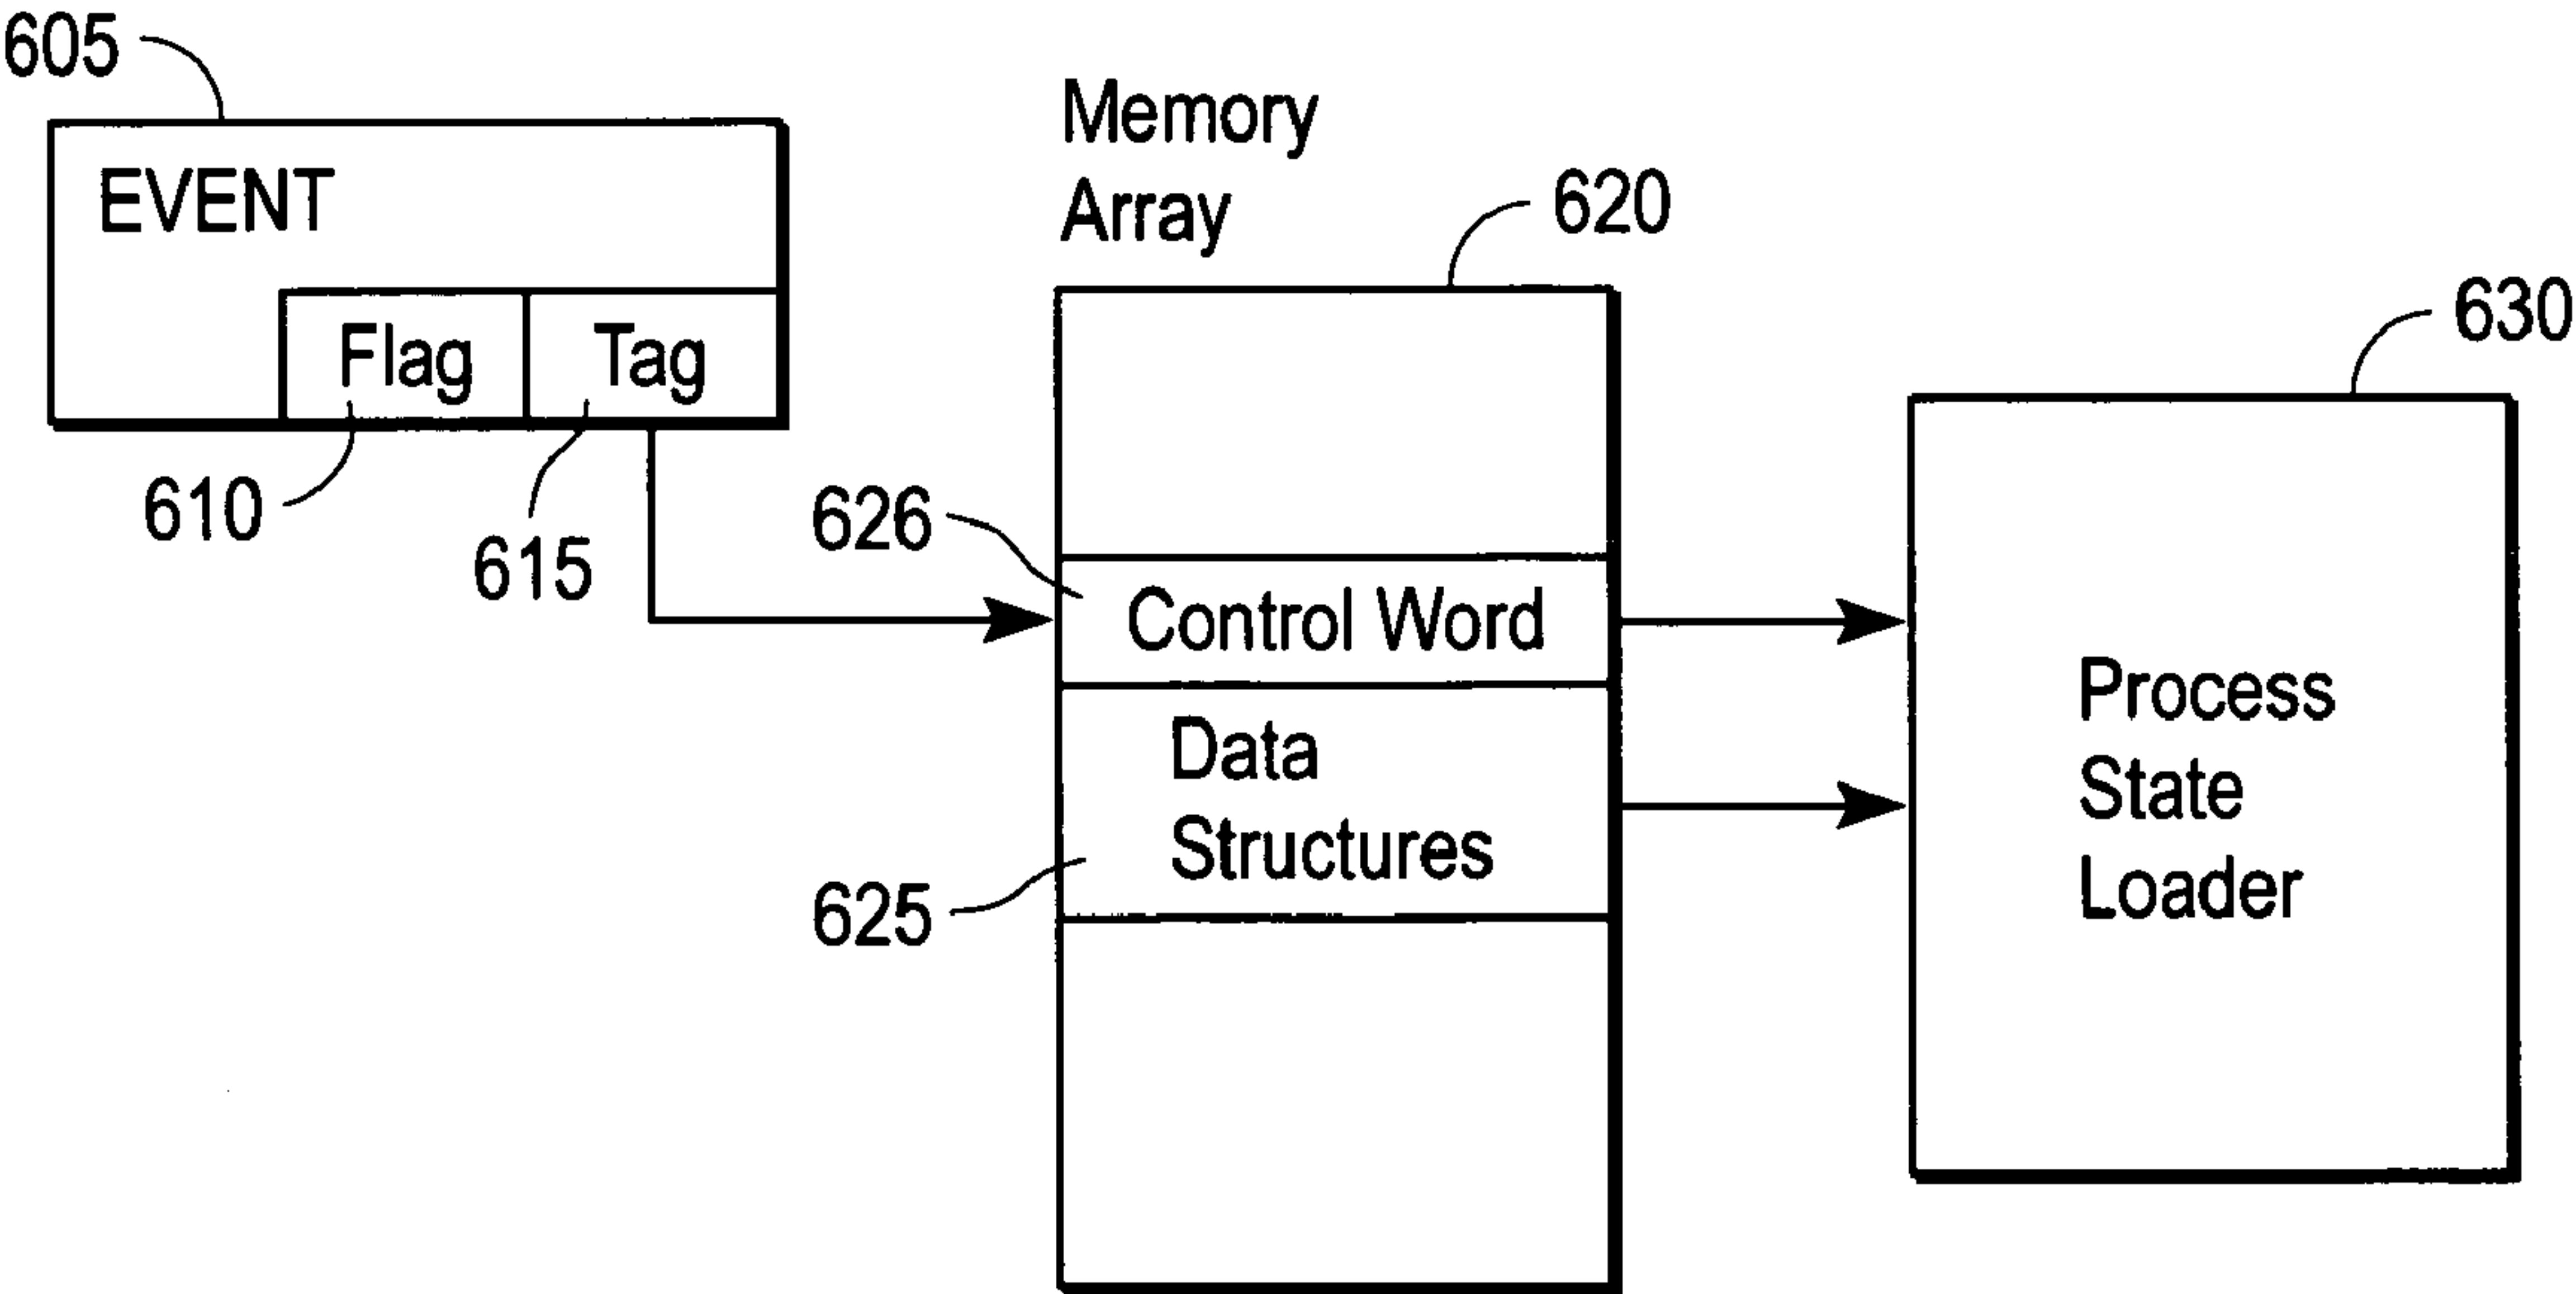 605
EVENT
Flag
Tag
610
615
Memory
Array
620
626
Control Word
Data
Structures
625
630
Process
State
Loader